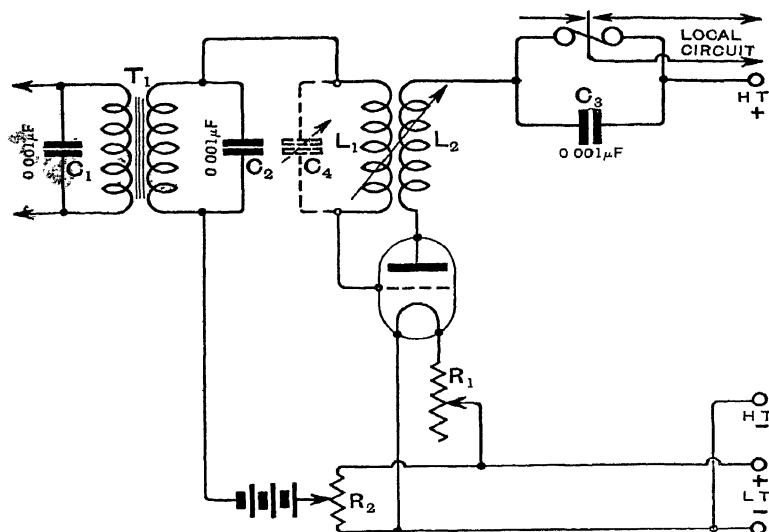 LOCAL
CIRCUIT
T1
0.001μF
C1
0.001μF
C2
C4
L1
L2
C3
0.001μF
H T
+
R1
H T
−
+
L T
−
R2